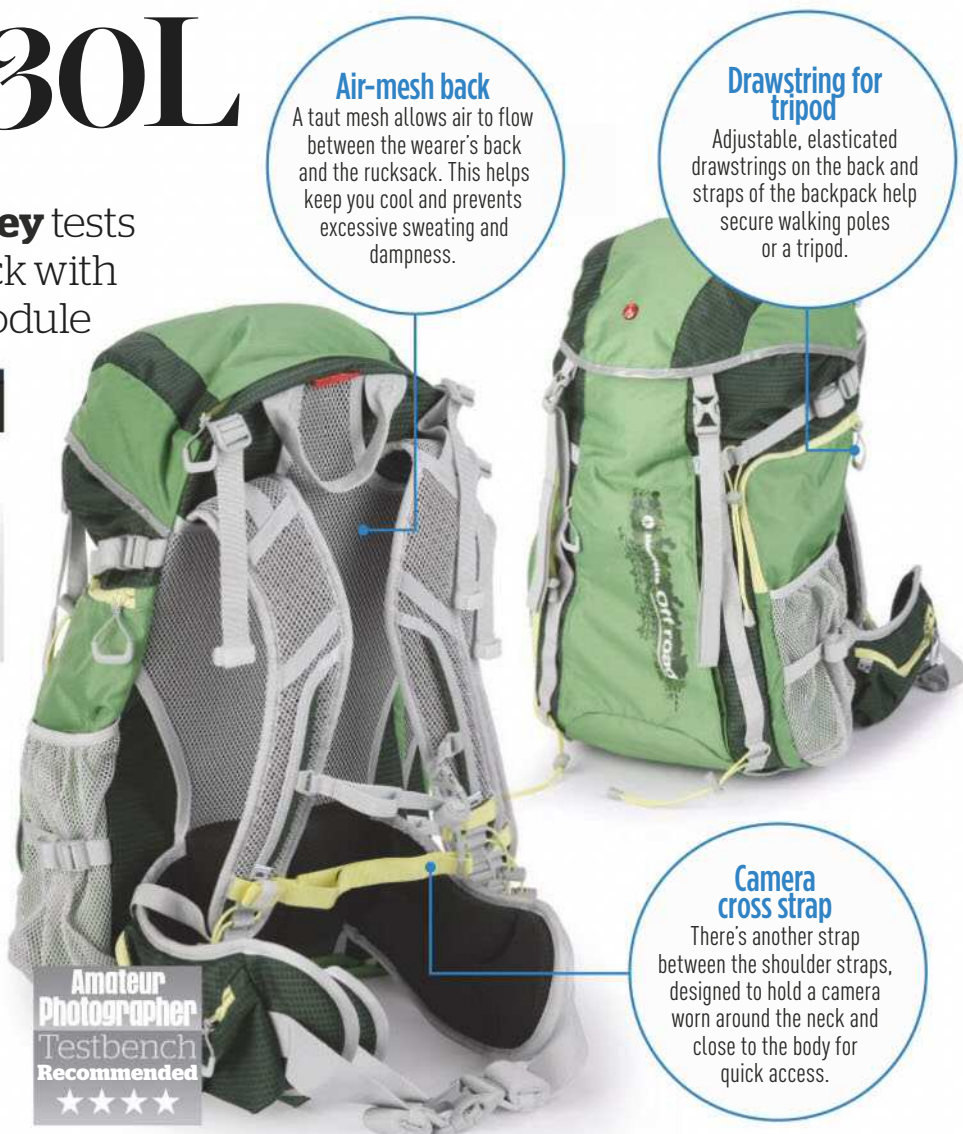 30L
ey tests
ck with
odule
Air-mesh back
A taut mesh allows air to flow
between the wearer's back
and the rucksack. This helps
keep you cool and prevents
excessive sweating and
dampness.
Drawstring for
tripod
Adjustable, elasticated
drawstrings on the back and
straps of the backpack help
secure walking poles
or a tripod.
Off road
Camera
cross strap
There's another strap
between the shoulder straps,
designed to hold a camera
worn around the neck and
close to the body for
quick access.
Amateur
Photographer
Testbench
Recommended